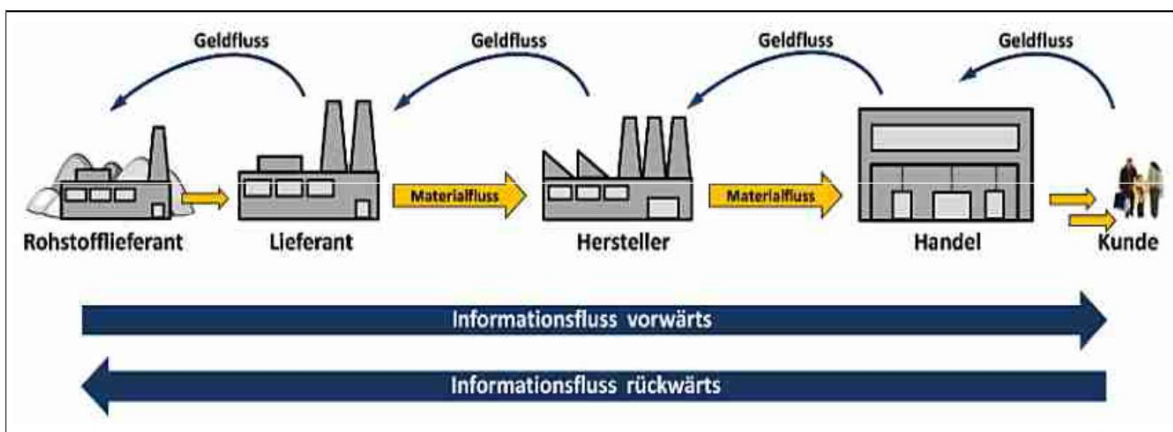 Geldfluss
Geldfluss
Geldfluss
Geldfluss
Materialfluss
Materialfluss
Rohstofflieferant
Lieferant
Hersteller
Handel
Kunde
Informationsfluss vorwärts
Informationsfluss rückwärts